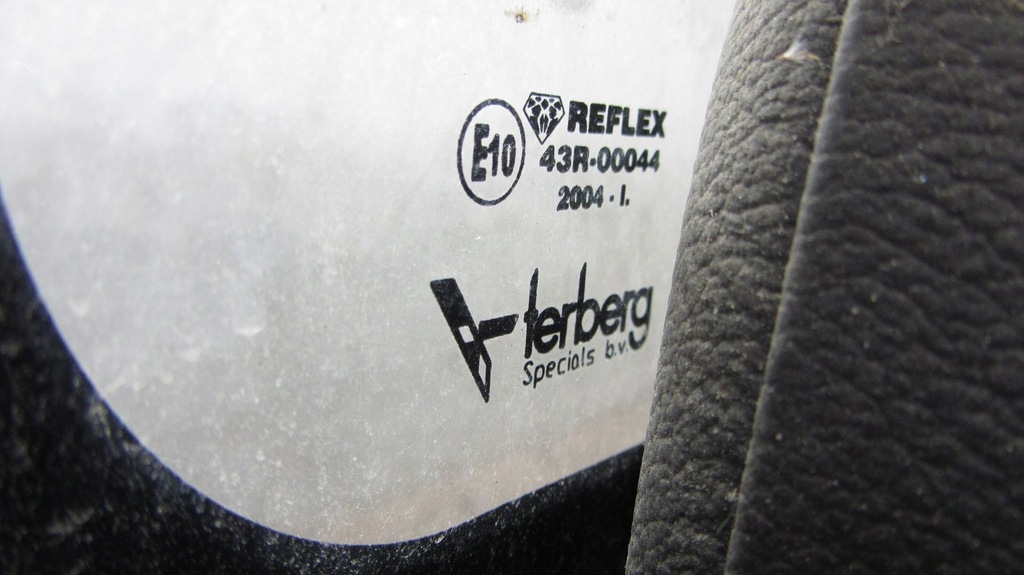 E10
REFLEX
43R-00044
2004 - I.
terberg
Specials b.v.